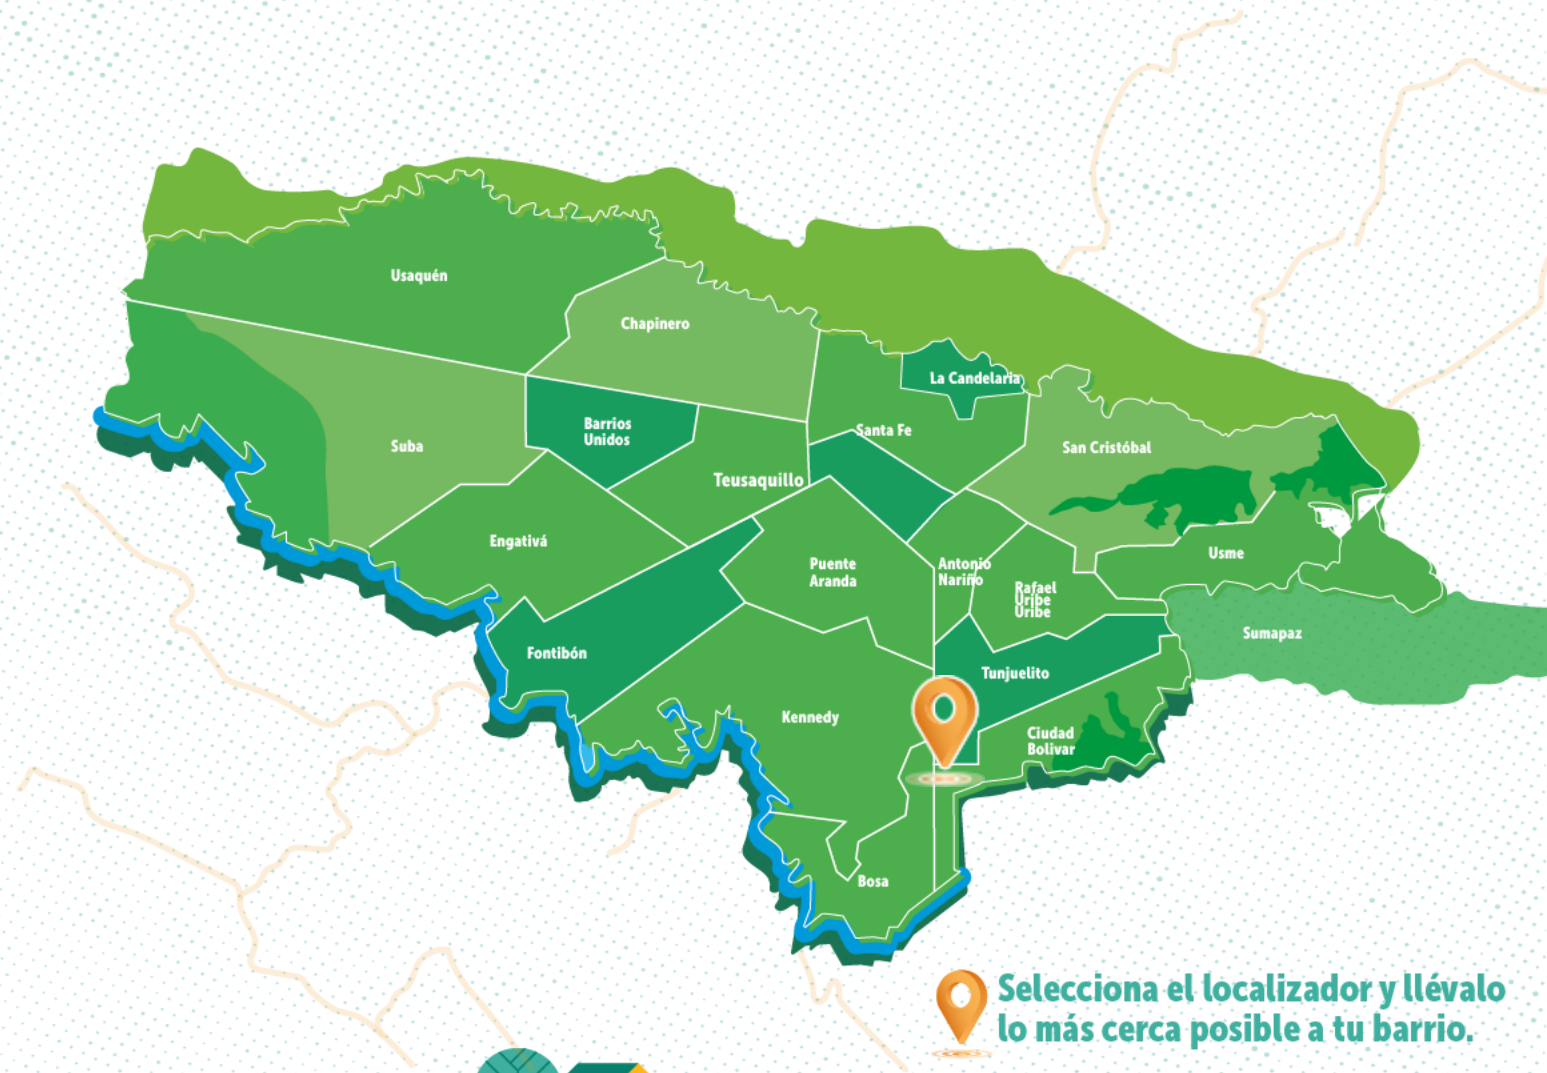 Usaquén
Chapinero
La Candelaria
Barrios
Unidos
Santa Fe
Suba
San Cristóbal
Teusaquillo
Engativá
Usme
Puente
Aranda
Antonio
Nariño
Rafael
Uribe
Uribe
Sumapaz
Fontibón
Tunjuelito
Kennedy
Ciudad
Bolivar
Bosa
Selecciona el localizador y llévalo
lo más cerca posible a tu barrio.